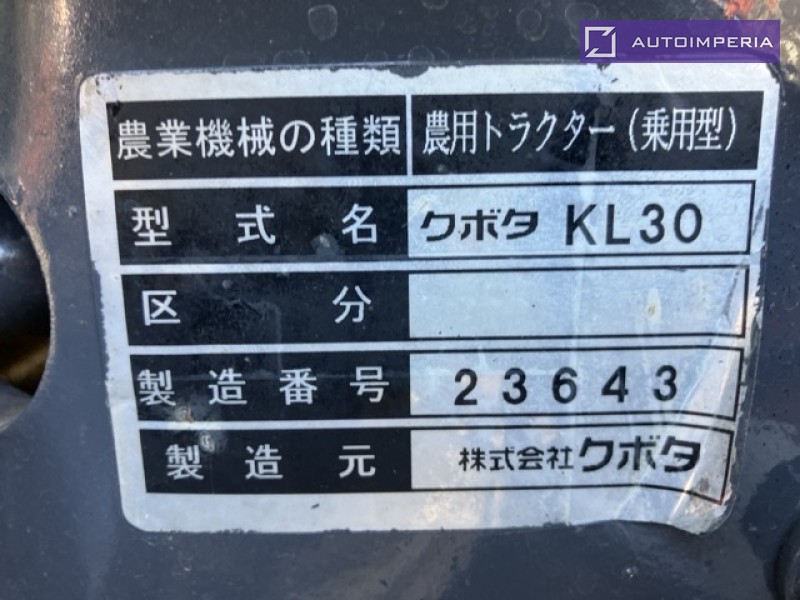 AUTOIMPERIA
農業機械の種類 農用トラクター(乗用型)
型式名 クボタ KL30
区分
製造番号 23643
製造元 株式会社クボタ